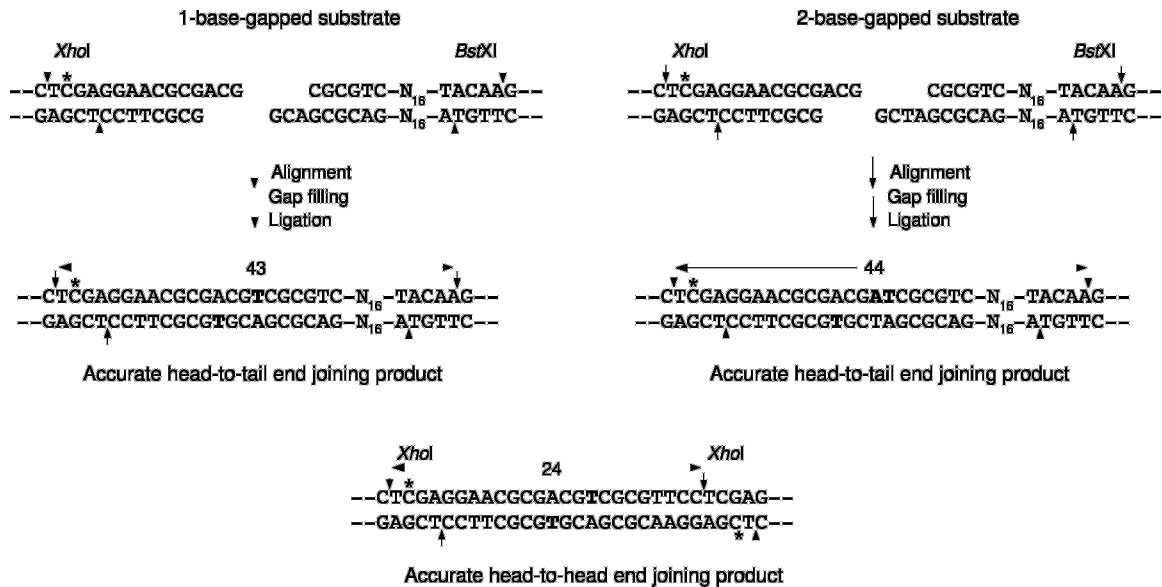 1-base-gapped substrate
XhoI
BstXI
*
--CTCGAGGAACGCGACG CGCGTC-N16-TACAAG--
--GAGCTCCTTCGCG GCAGCGCAG-N16-ATGTTC--
Alignment
Gap filling
Ligation
43
*
--CTCGAGGAACGCGACGTCGCGTC-N16-TACAAG--
--GAGCTCCTTCGCGTGCAGCGCAG-N16-ATGTTC--
Accurate head-to-tail end joining product
2-base-gapped substrate
XhoI
BstXI
*
--CTCGAGGAACGCGACG CGCGTC-N16-TACAAG--
--GAGCTCCTTCGCG GCTAGCGCAG-N16-ATGTTC--
Alignment
Gap filling
Ligation
44
*
--CTCGAGGAACGCGACGATCGCGTC-N16-TACAAG--
--GAGCTCCTTCGCGTGCTAGCGCAG-N16-ATGTTC--
Accurate head-to-tail end joining product
XhoI
XhoI
24
*
--CTCGAGGAACGCGACGTCGCGTTCCTCGAG--
--GAGCTCCTTCGCGTGCAGCGCAAGGAGCTC--
*
Accurate head-to-head end joining product